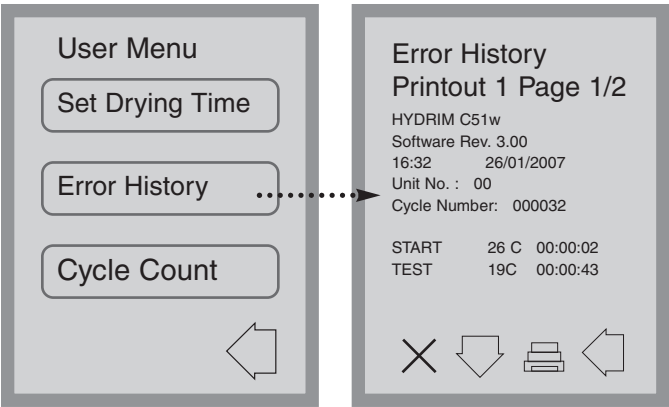 User Menu
Set Drying Time
Error History
Cycle Count
Error History
Printout 1 Page 1/2
HYDRIM C51w
Software Rev. 3.00
16:32 26/01/2007
Unit No. : 00
Cycle Number: 000032
START 26 C 00:00:02
TEST 19C 00:00:43